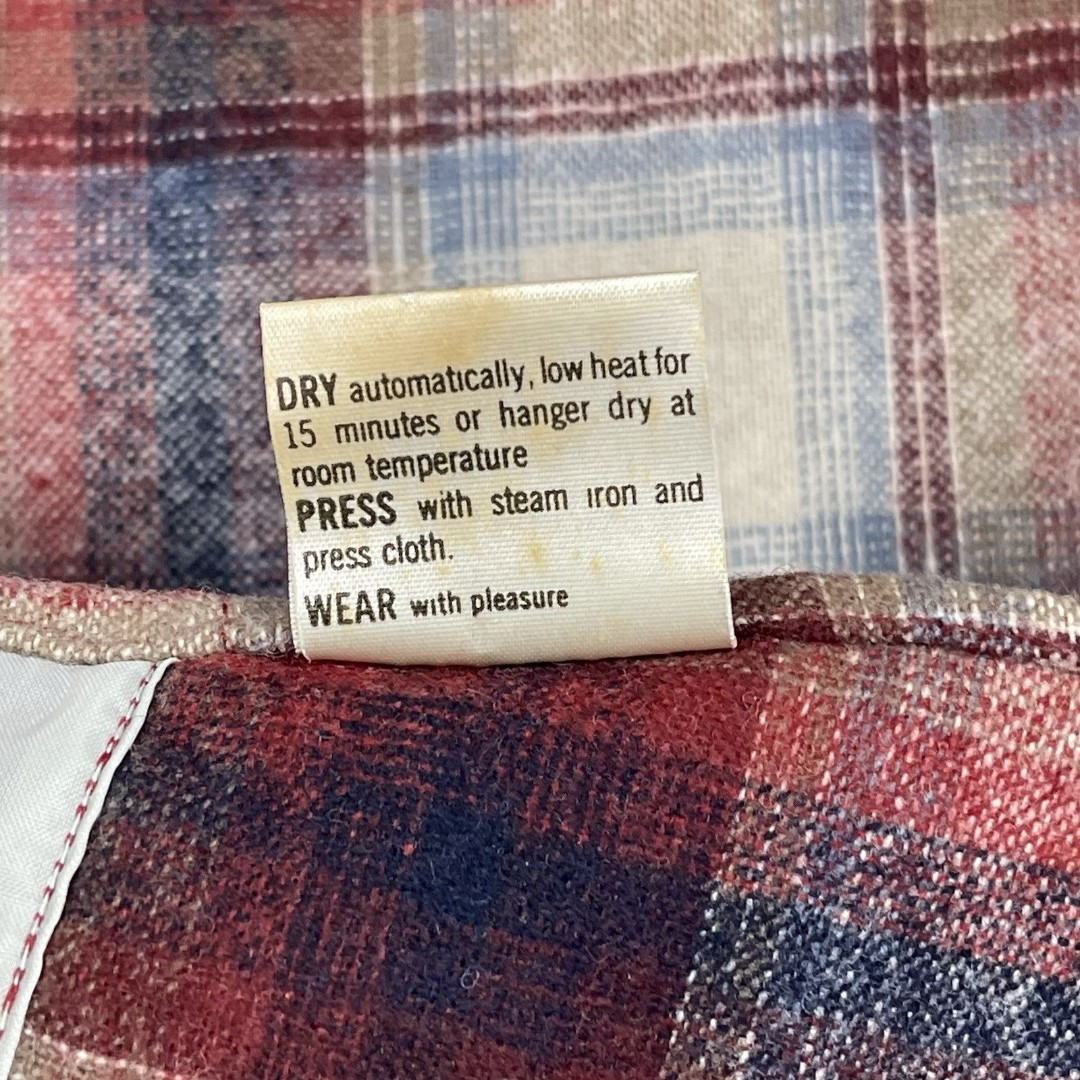 DRY automatically, low heat for
15 minutes or hanger dry at
room temperature
PRESS with steam iron and
press cloth.
WEAR with pleasure